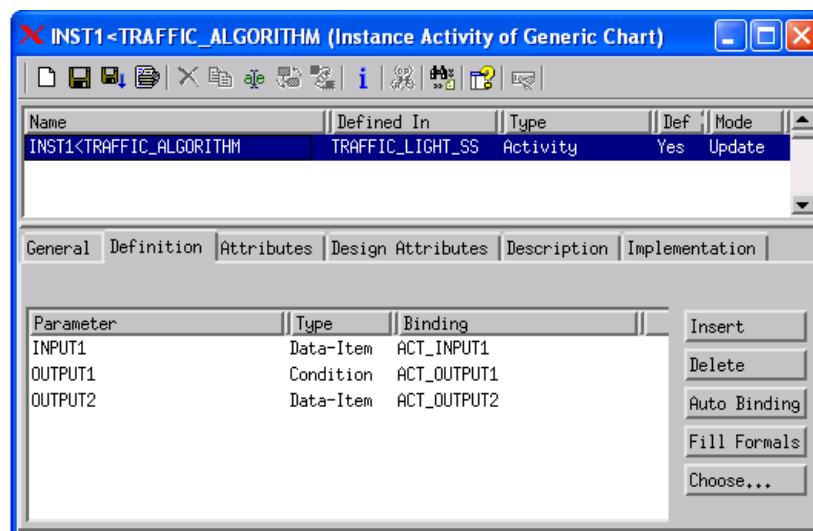 INST1<TRAFFIC_ALGORITHM (Instance Activity of Generic Chart)
Name Defined In Type Def Mode
INST1<TRAFFIC_ALGORITHM TRAFFIC_LIGHT_SS Activity Yes Update
General Definition Attributes Design Attributes Description Implementation
Parameter Type Binding
INPUT1 Data-Item ACT_INPUT1
OUTPUT1 Condition ACT_OUTPUT1
OUTPUT2 Data-Item ACT_OUTPUT2
Insert
Delete
Auto Binding
Fill Formals
Choose...